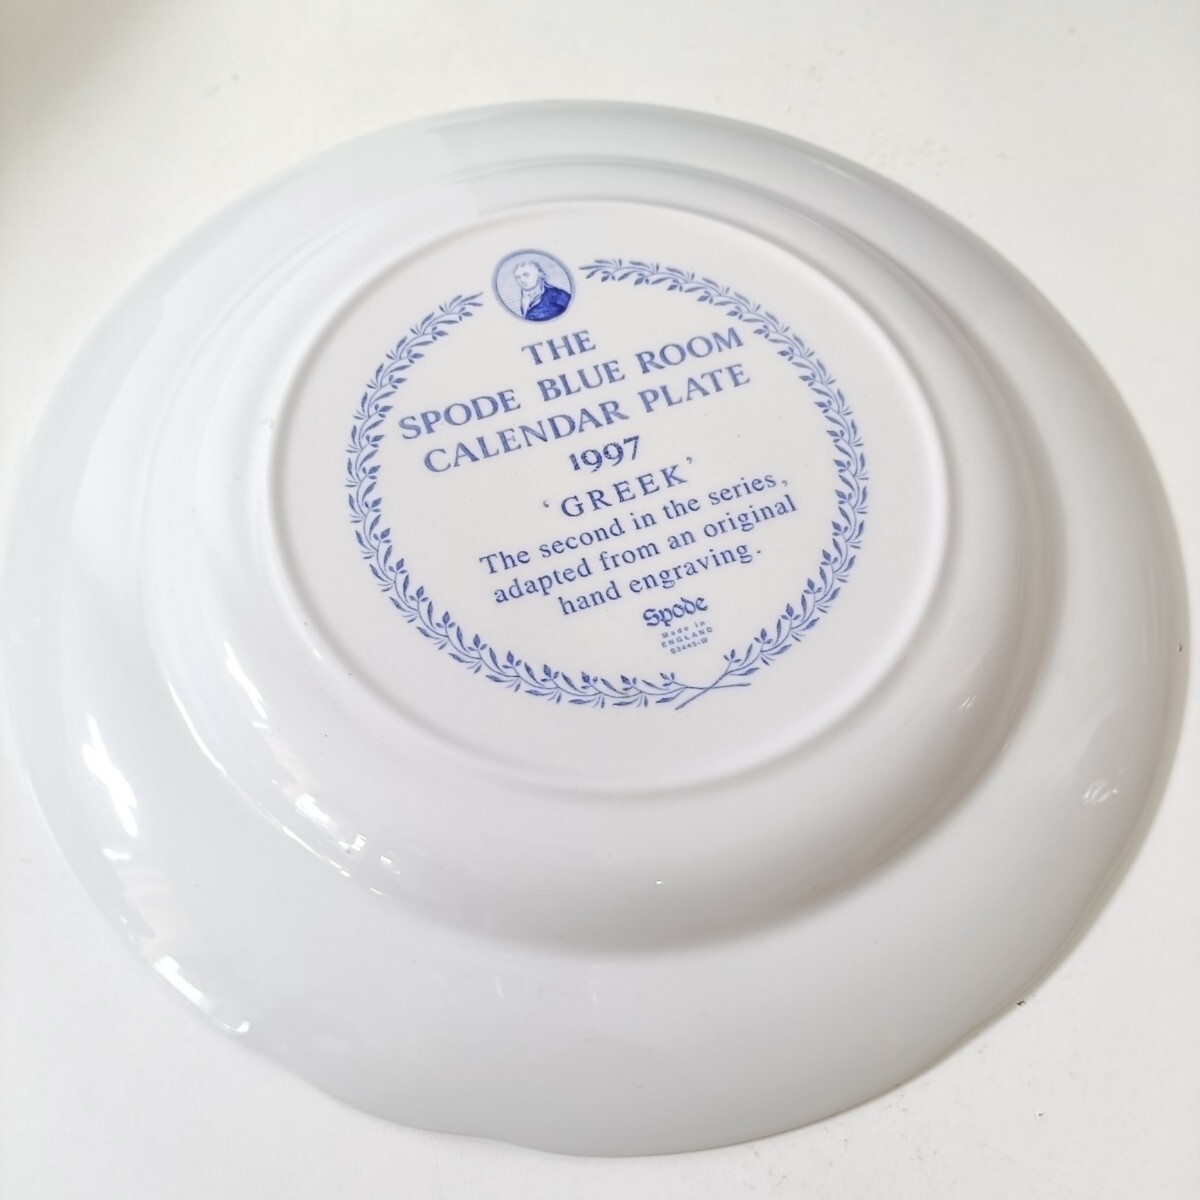 THE
SPODE BLUE ROOM
CALENDAR PLATE
1997
‘GREEK’
The second in the series,
adapted from an original
hand engraving.
Spode
Made in
ENGLAND
S3445-W